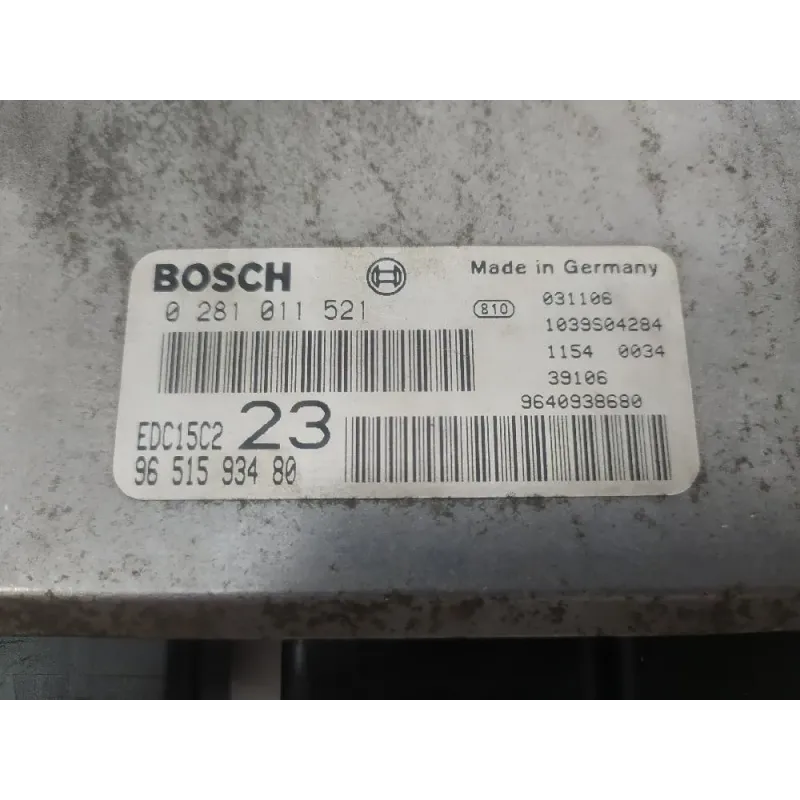 BOSCH
0 281 011 521
EDC15C2 23
96 515 934 80
Made in Germany
810
031106
1039S04284
1154 0034
39106
9640938680